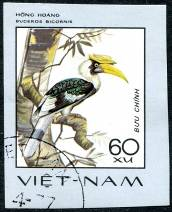 HỒNG HOÀNG
BUCEROS BICORNIS
BƯU CHÍNH
60
XU
VIỆT-NAM